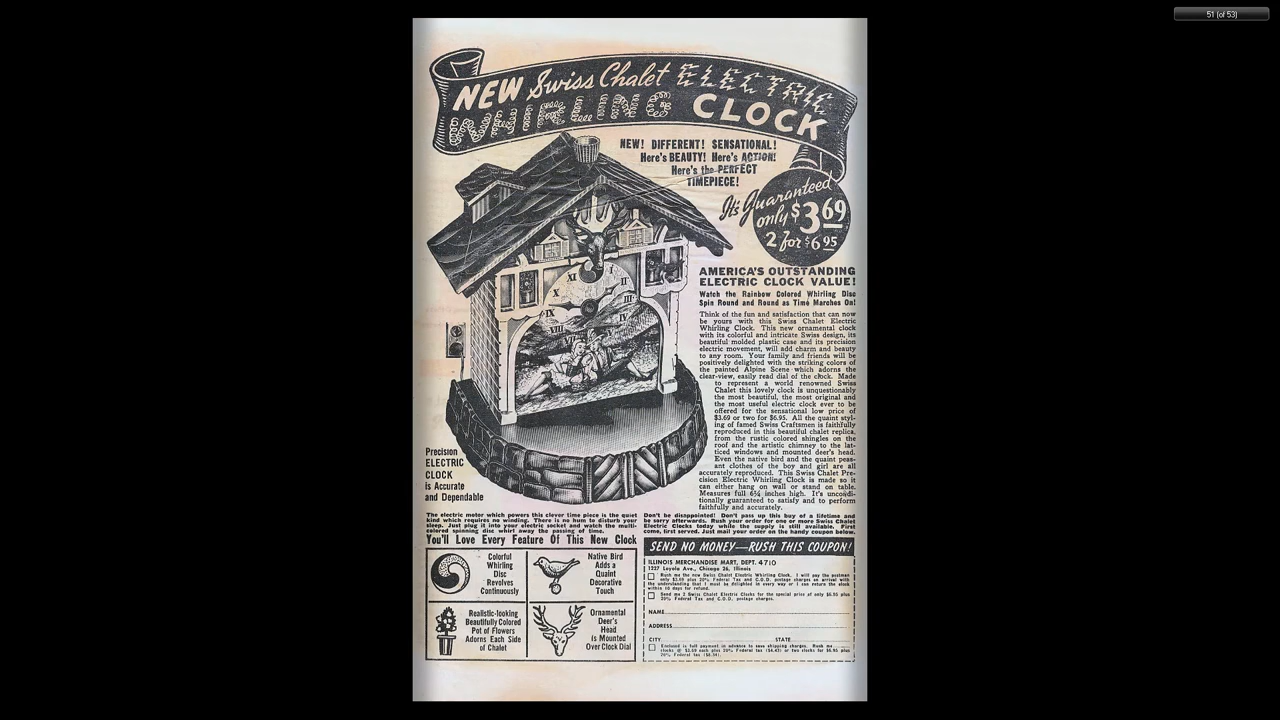 51 (of 53)
NEW Swiss Chalet ELECTRIC
WHIRLING CLOCK
NEW! DIFFERENT! SENSATIONAL!
Here's BEAUTY! Here's ACTION!
Here's the PERFECT
TIMEPIECE!
It's Guaranteed
only $3.69
2 for $6.95
XI
I
X
II
IX
III
VIII
IV
AMERICA'S OUTSTANDING
ELECTRIC CLOCK VALUE!
Watch the Rainbow Colored Whirling Disc
Spin Round and Round as Time Marches On!
Think of the fun and satisfaction that can now
be yours with this Swiss Chalet Electric
Whirling Clock. This new ornamental clock
with its colorful and intricate Swiss design, its
beautiful molded plastic case and its precision
electric movement, will add charm and beauty
to any room. Your family and friends will be
positively delighted with the striking colors of
the painted Alpine Scene which adorns the
clear-view, easily read dial of the clock. Made
to represent a world renowned Swiss
Chalet this lovely clock is unquestionably
the most beautiful, the most original and
the most useful electric clock ever to be
offered for the sensational low price of
$3.69 or two for $6.95. All the quaint styl-
ing of famed Swiss Craftsmen is faithfully
reproduced in this beautiful chalet replica,
from the rustic colored shingles on the
roof and the artistic chimney to the lat-
ticed windows and mounted deer's head.
Even the native bird and the quaint peas-
ant clothes of the boy and girl are all
accurately reproduced. This Swiss Chalet Pre-
cision Electric Whirling Clock is made so it
can either hang on wall or stand on table.
Measures full 6¾ inches high. It's uncondi-
tionally guaranteed to satisfy and to perform
faithfully and accurately.
Precision
ELECTRIC
CLOCK
is Accurate
and Dependable
The electric motor which powers this clever time piece is the quiet
kind which requires no winding. There is no hum to disturb your
sleep. Just plug it into your electric socket and watch the multi-
colored spinning disc whirl away the passing of time.
Don't be disappointed! Don't pass up this buy of a lifetime and
be sorry afterwards. Rush your order for one or more Swiss Chalet
Electric Clocks today while the supply is still available. First
come, first served. Just mail your order on the handy coupon below.
You'll Love Every Feature Of This New Clock
Colorful
Whirling
Disc
Revolves
Continuously
Native Bird
Adds a
Quaint
Decorative
Touch
Realistic-looking
Beautifully Colored
Pot of Flowers
Adorns Each Side
of Chalet
Ornamental
Deer's
Head
is Mounted
Over Clock Dial
SEND NO MONEY—RUSH THIS COUPON!
ILLINOIS MERCHANDISE MART, DEPT. 4710
1227 Loyola Ave., Chicago 26, Illinois
Rush me the new Swiss Chalet Electric Whirling Clock. I will pay the postman
only $3.69 plus 20% Federal Tax and C.O.D. postage charges on arrival with
the understanding that I must be delighted in every way or I can return the clock
within 10 days for refund.
Send me 2 Swiss Chalet Electric Clocks for the special price of only $6.95 plus
20% Federal Tax and C.O.D. postage charges.
NAME
ADDRESS
CITY STATE
Enclosed is full payment in advance to save shipping charges. Rush me
clocks @ $3.69 each plus 20% Federal tax ($4.43) or two clocks for $6.95 plus
20% Federal tax ($8.34).